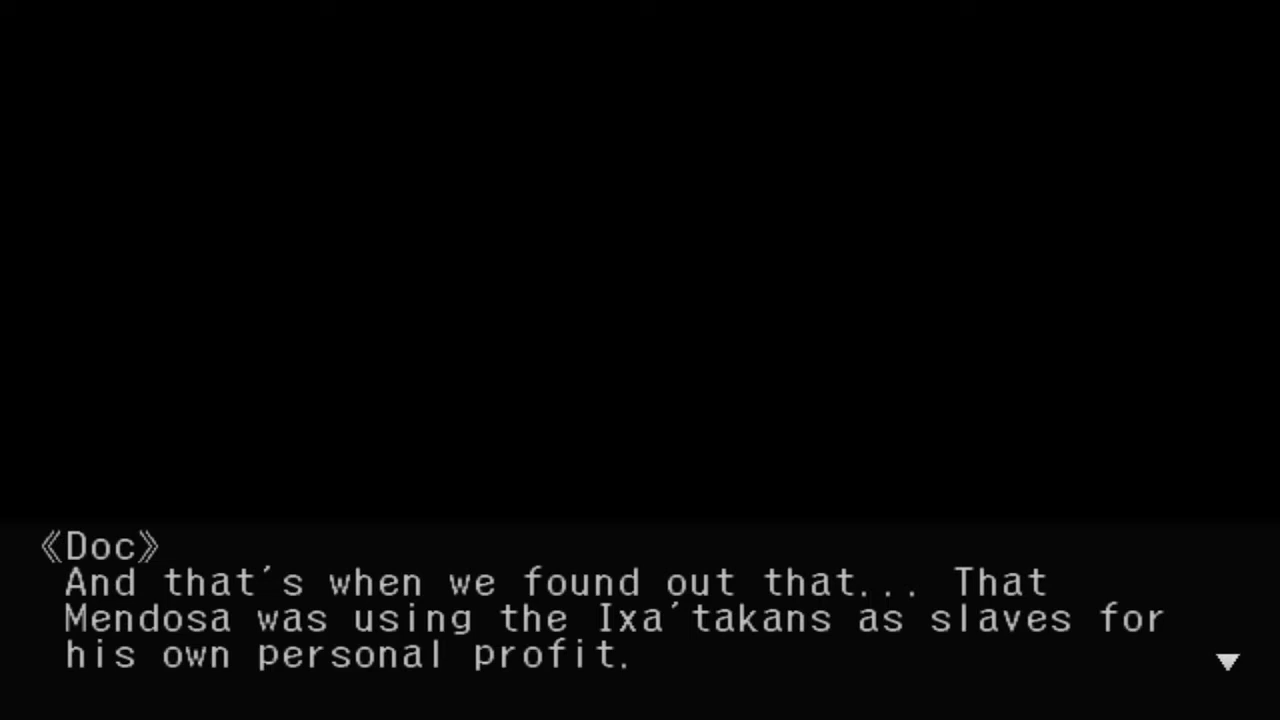 《Doc》
And that´s when we found out that... That
Mendosa was using the Ixa´takans as slaves for
his own personal profit.